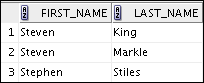 FIRST_NAME LAST_NAME
1 Steven King
2 Steven Markle
3 Stephen Stiles